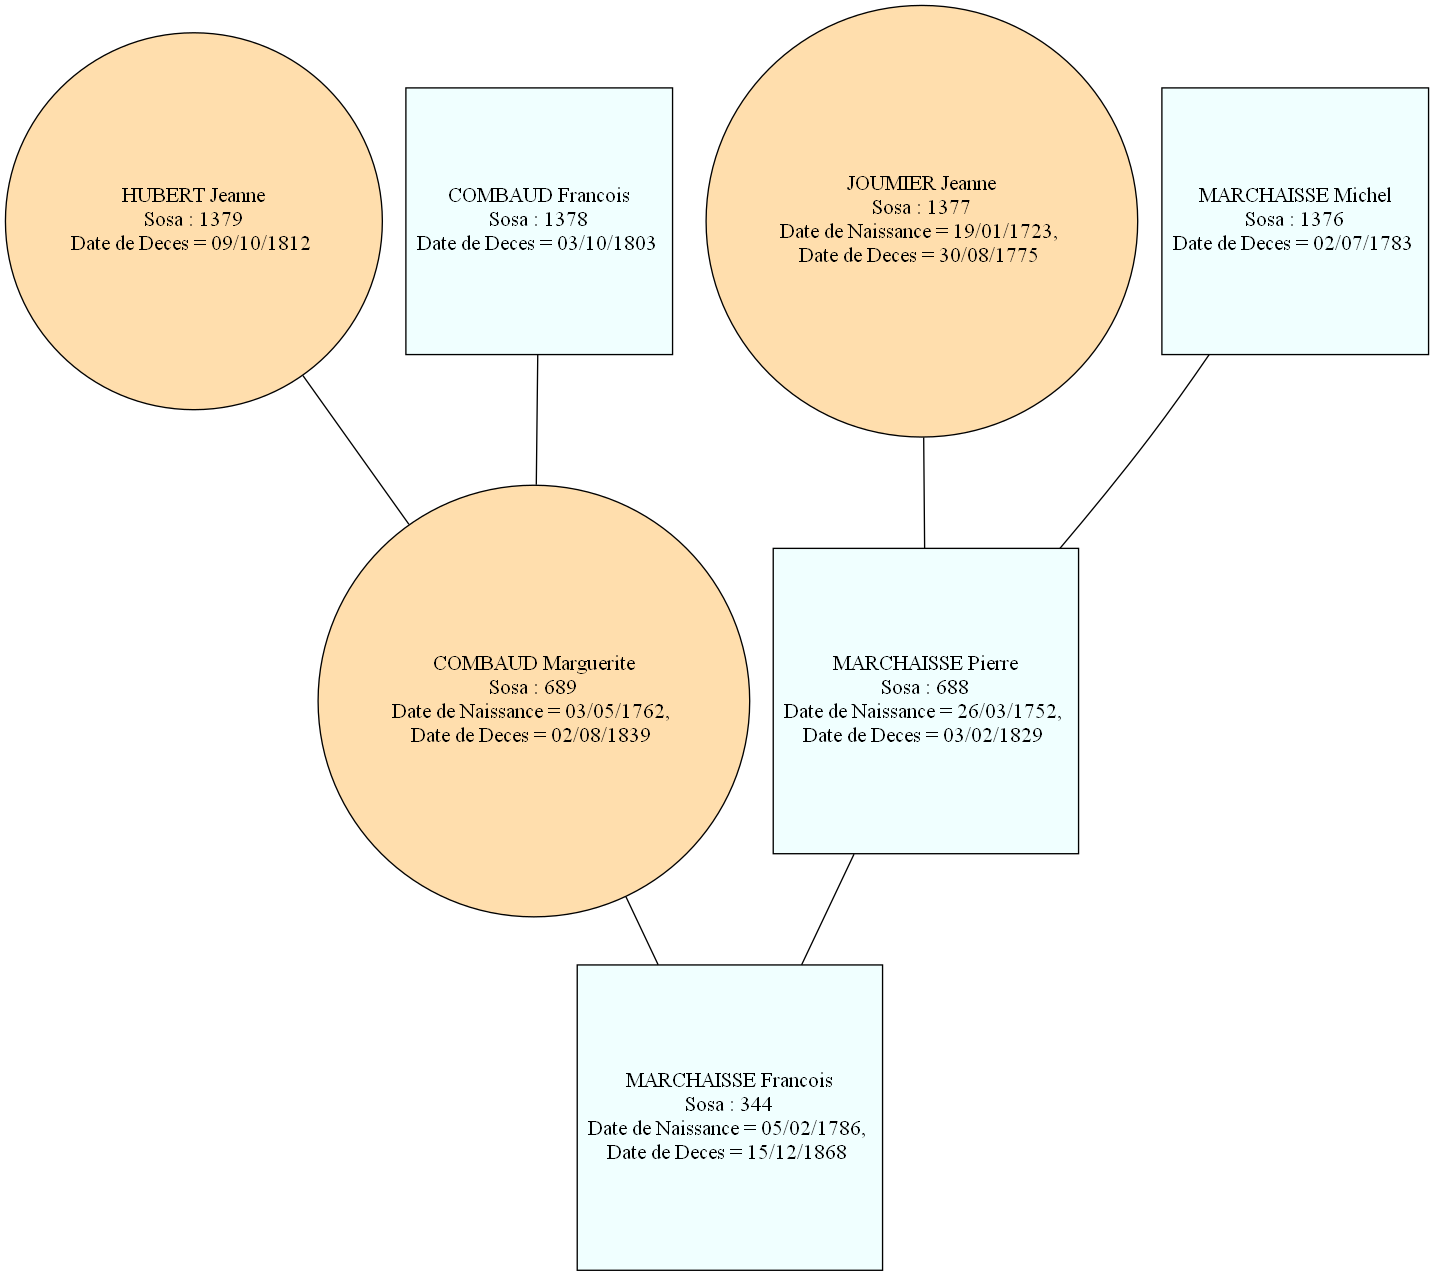 HUBERT Jeanne
Sosa : 1379
Date de Deces = 09/10/1812
COMBAUD Francois
Sosa : 1378
Date de Deces = 03/10/1803
JOUMIER Jeanne
Sosa : 1377
Date de Naissance = 19/01/1723,
Date de Deces = 30/08/1775
MARCHAISSE Michel
Sosa : 1376
Date de Deces = 02/07/1783
COMBAUD Marguerite
Sosa : 689
Date de Naissance = 03/05/1762,
Date de Deces = 02/08/1839
MARCHAISSE Pierre
Sosa : 688
Date de Naissance = 26/03/1752,
Date de Deces = 03/02/1829
MARCHAISSE Francois
Sosa : 344
Date de Naissance = 05/02/1786,
Date de Deces = 15/12/1868